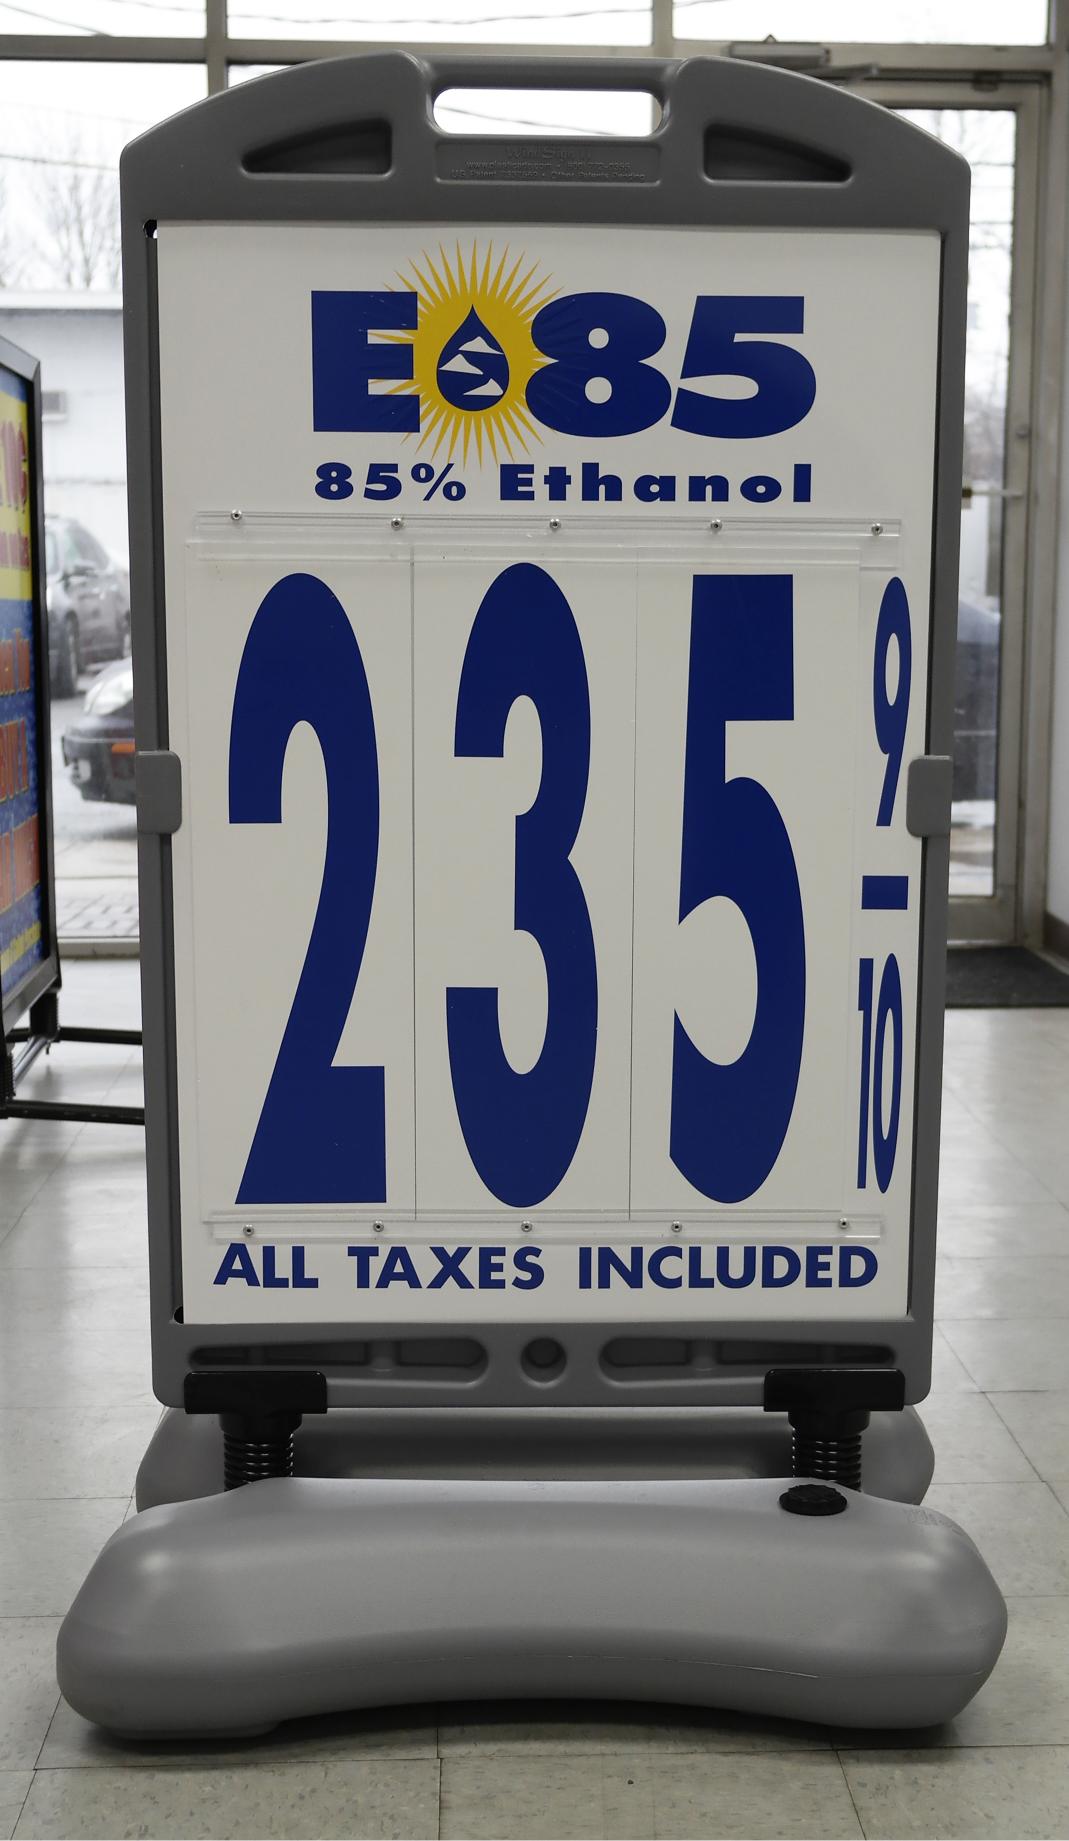 E85
85% Ethanol
235 9-10
ALL TAXES INCLUDED